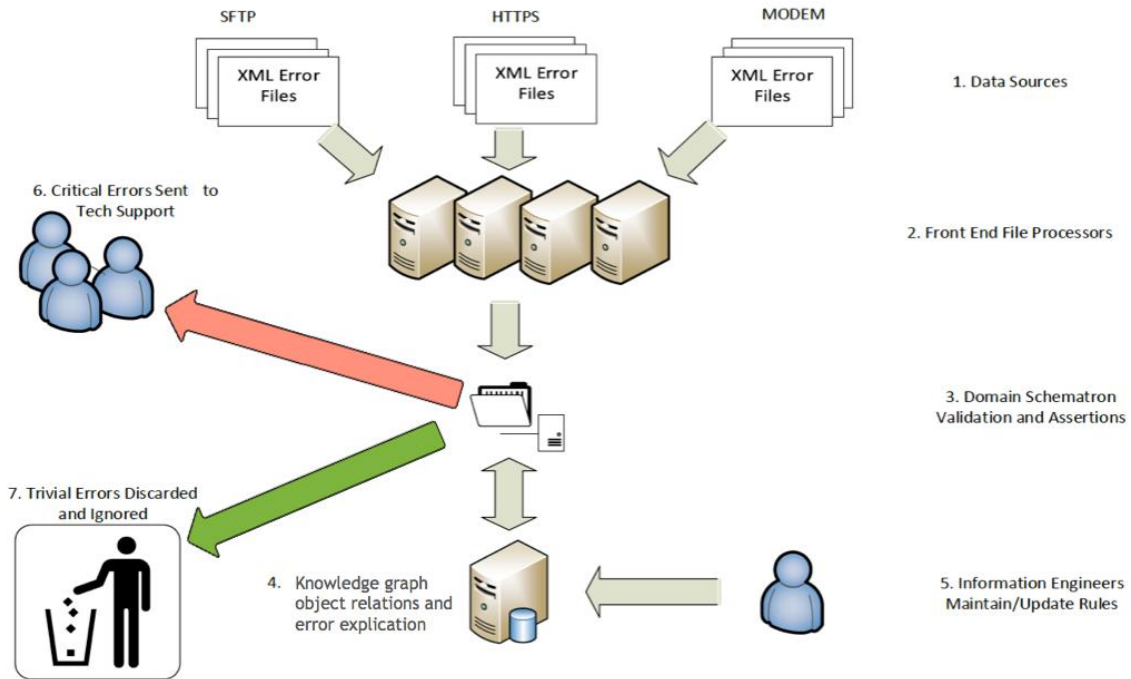 SFTP
HTTPS
MODEM
XML Error
Files
XML Error
Files
XML Error
Files
1. Data Sources
6. Critical Errors Sent to
Tech Support
2. Front End File Processors
3. Domain Schematron
Validation and Assertions
7. Trivial Errors Discarded
and Ignored
4. Knowledge graph
object relations and
error explication
5. Information Engineers
Maintain/Update Rules